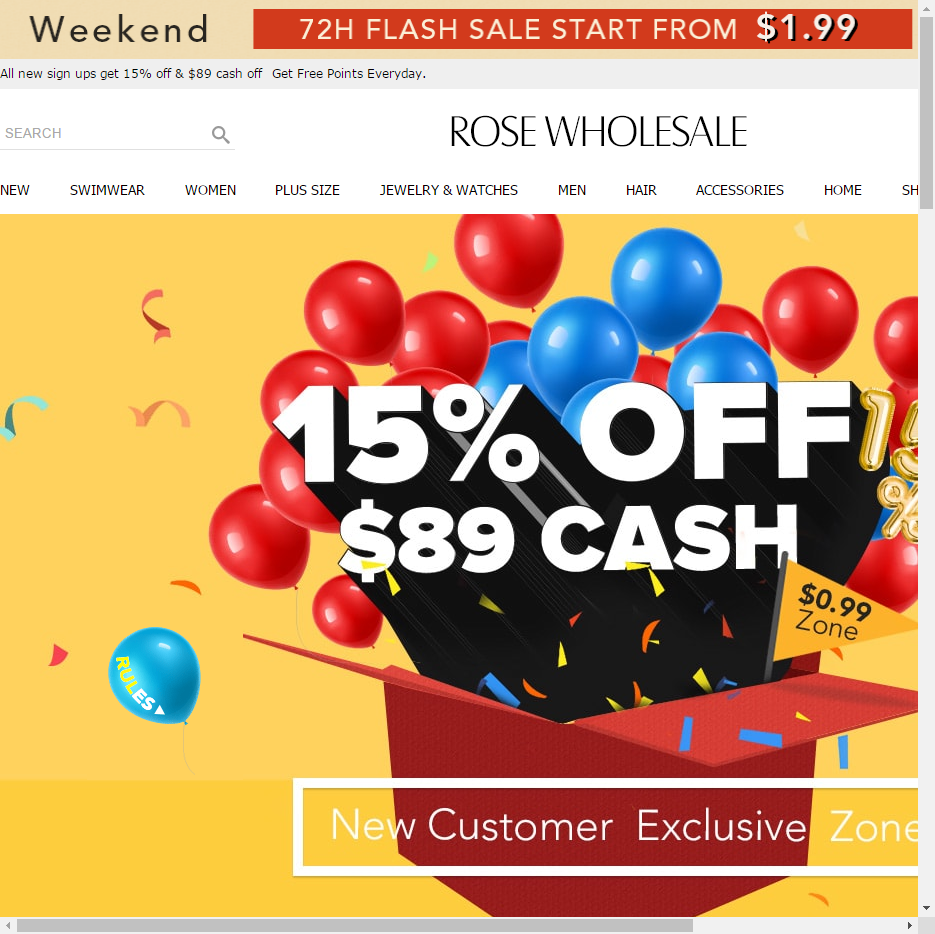 Weekend 72H FLASH SALE START FROM $1.99
All new sign ups get 15% off & $89 cash off Get Free Points Everyday.
SEARCH
ROSE WHOLESALE
NEW SWIMWEAR WOMEN PLUS SIZE JEWELRY & WATCHES MEN HAIR ACCESSORIES HOME SH
15% OFF
15
%
$89 CASH
$0.99
Zone
RULES
New Customer Exclusive Zone